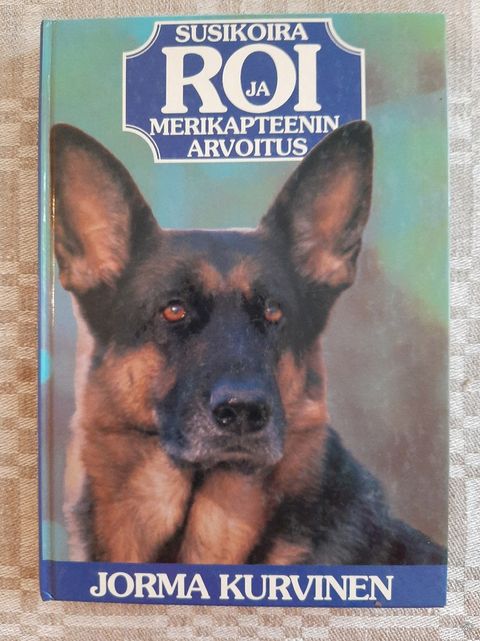 SUSIKOIRA
ROI
JA
MERIKAPTEENIN
ARVOITUS
JORMA KURVINEN